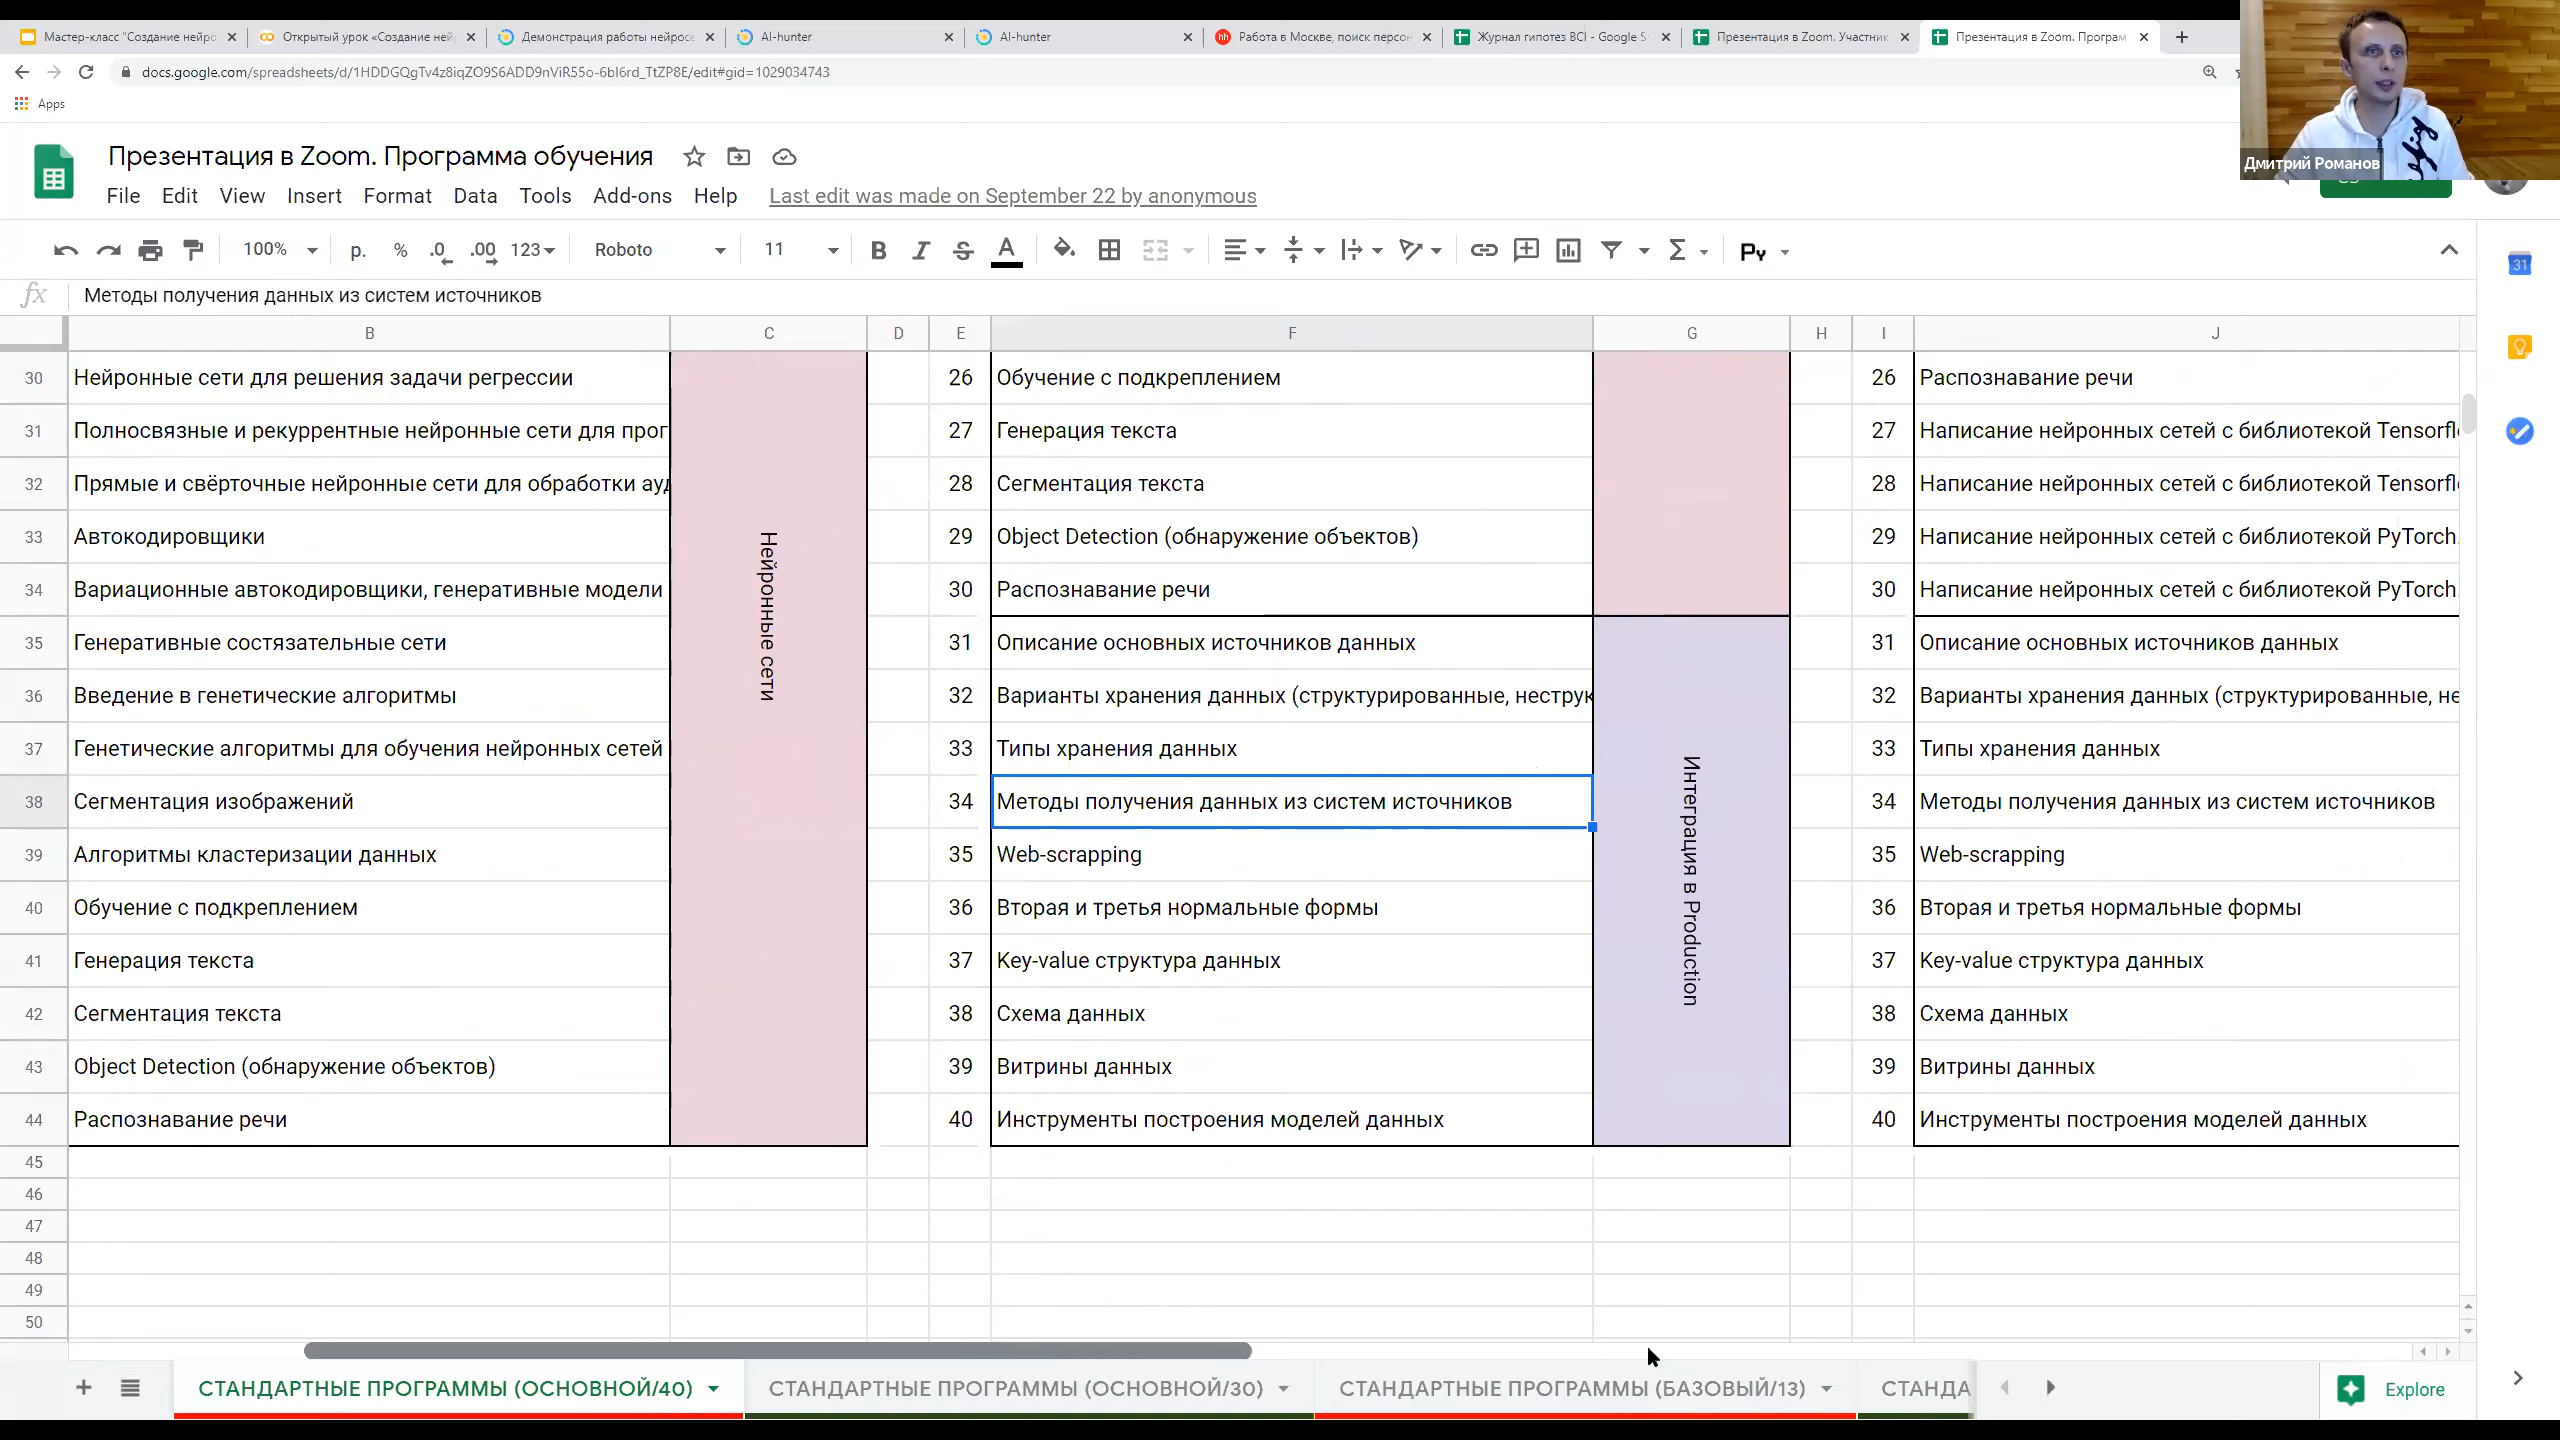 Мастер-класс "Создание нейро
Открытый урок «Создание ней
Демонстрация работы нейросе
AI-hunter
AI-hunter
Работа в Москве, поиск персон
Журнал гипотез BCI - Google S
Презентация в Zoom. Участник
Презентация в Zoom. Програм
docs.google.com/spreadsheets/d/1HDDGQgTv4z8iqZO9S6ADD9nViR55o-6bI6rd_TtZP8E/edit#gid=1029034743
Apps
Презентация в Zoom. Программа обучения
File Edit View Insert Format Data Tools Add-ons Help Last edit was made on September 22 by anonymous
Дмитрий Романов
100% р. % .0 .00 123 Roboto 11 B I S A Σ Py
31
fx Методы получения данных из систем источников
B C D E F G H I J
30 Нейронные сети для решения задачи регрессии 26 Обучение с подкреплением 26 Распознавание речи
31 Полносвязные и рекуррентные нейронные сети для прог 27 Генерация текста 27 Написание нейронных сетей с библиотекой Tensorfl
32 Прямые и свёрточные нейронные сети для обработки ауд 28 Сегментация текста 28 Написание нейронных сетей с библиотекой Tensorfl
33 Автокодировщики 29 Object Detection (обнаружение объектов) 29 Написание нейронных сетей с библиотекой PyTorch.
34 Вариационные автокодировщики, генеративные модели 30 Распознавание речи 30 Написание нейронных сетей с библиотекой PyTorch.
35 Генеративные состязательные сети 31 Описание основных источников данных 31 Описание основных источников данных
36 Введение в генетические алгоритмы 32 Варианты хранения данных (структурированные, неструк 32 Варианты хранения данных (структурированные, не
37 Генетические алгоритмы для обучения нейронных сетей 33 Типы хранения данных 33 Типы хранения данных
38 Сегментация изображений 34 Методы получения данных из систем источников 34 Методы получения данных из систем источников
39 Алгоритмы кластеризации данных 35 Web-scrapping 35 Web-scrapping
40 Обучение с подкреплением 36 Вторая и третья нормальные формы 36 Вторая и третья нормальные формы
41 Генерация текста 37 Key-value структура данных 37 Key-value структура данных
42 Сегментация текста 38 Схема данных 38 Схема данных
43 Object Detection (обнаружение объектов) 39 Витрины данных 39 Витрины данных
44 Распознавание речи 40 Инструменты построения моделей данных 40 Инструменты построения моделей данных
Нейронные сети
Интеграция в Production
45
46
47
48
49
50
СТАНДАРТНЫЕ ПРОГРАММЫ (ОСНОВНОЙ/40) СТАНДАРТНЫЕ ПРОГРАММЫ (ОСНОВНОЙ/30) СТАНДАРТНЫЕ ПРОГРАММЫ (БАЗОВЫЙ/13) СТАНДА Explore